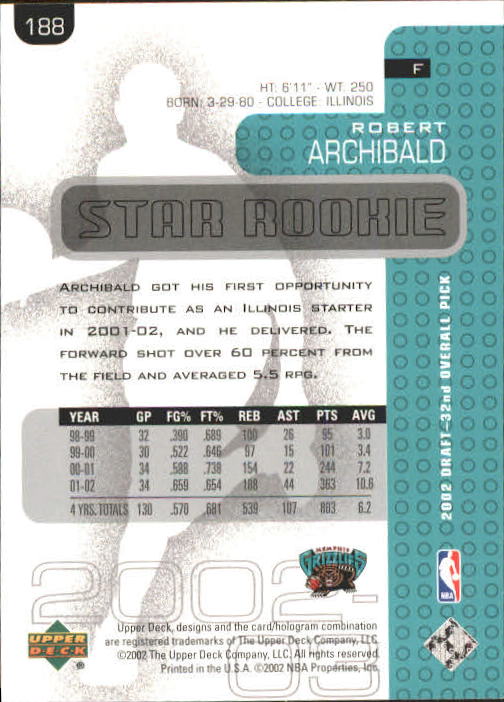 188
F
HT: 6'11" - WT: 250
BORN: 3-29-80 - COLLEGE: ILLINOIS
ROBERT
ARCHIBALD
STAR ROOKIE
ARCHIBALD GOT HIS FIRST OPPORTUNITY
TO CONTRIBUTE AS AN ILLINOIS STARTER
IN 2001-02, AND HE DELIVERED. THE
FORWARD SHOT OVER 60 PERCENT FROM
THE FIELD AND AVERAGED 5.5 RPG.
2002 DRAFT–32nd OVERALL PICK
YEAR GP FG% FT% REB AST PTS AVG
98-99 32 .390 .689 100 26 95 3.0
99-00 30 .522 .646 97 15 101 3.4
00-01 34 .588 .738 154 22 244 7.2
01-02 34 .659 .654 188 44 363 10.6
4 YRS. TOTALS 130 .570 .681 539 107 803 6.2
MEMPHIS
GRIZZLIES
NBA
2002-
03
UPPER
DECK
®
Upper Deck, designs and the card/hologram combination
are registered trademarks of The Upper Deck Company, LLC.
©2002 The Upper Deck Company, LLC. All rights reserved.
Printed in the U.S.A. ©2002 NBA Properties, Inc.